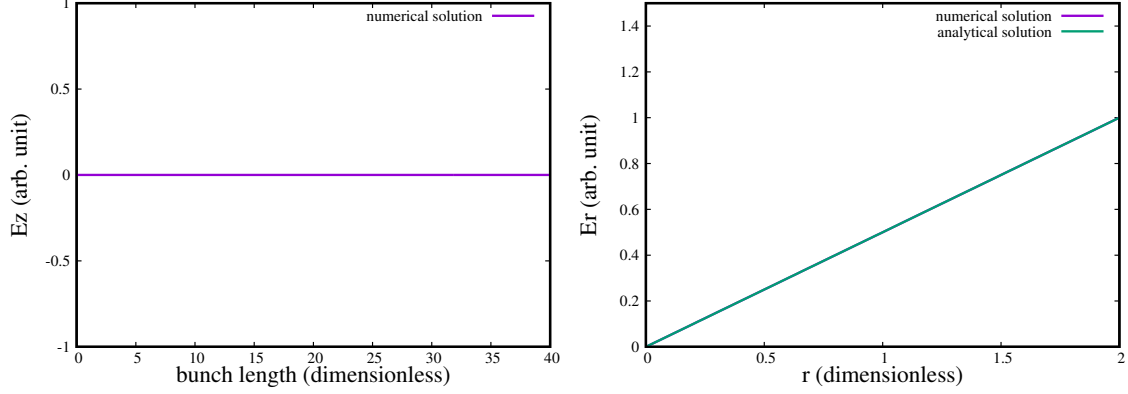 numerical solution
1
0.5
0
-0.5
-1
Ez (arb. unit)
0 5 10 15 20 25 30 35 40
bunch length (dimensionless)
numerical solution
analytical solution
1.4
1.2
1
0.8
0.6
0.4
0.2
0
Er (arb. unit)
0 0.5 1 1.5 2
r (dimensionless)